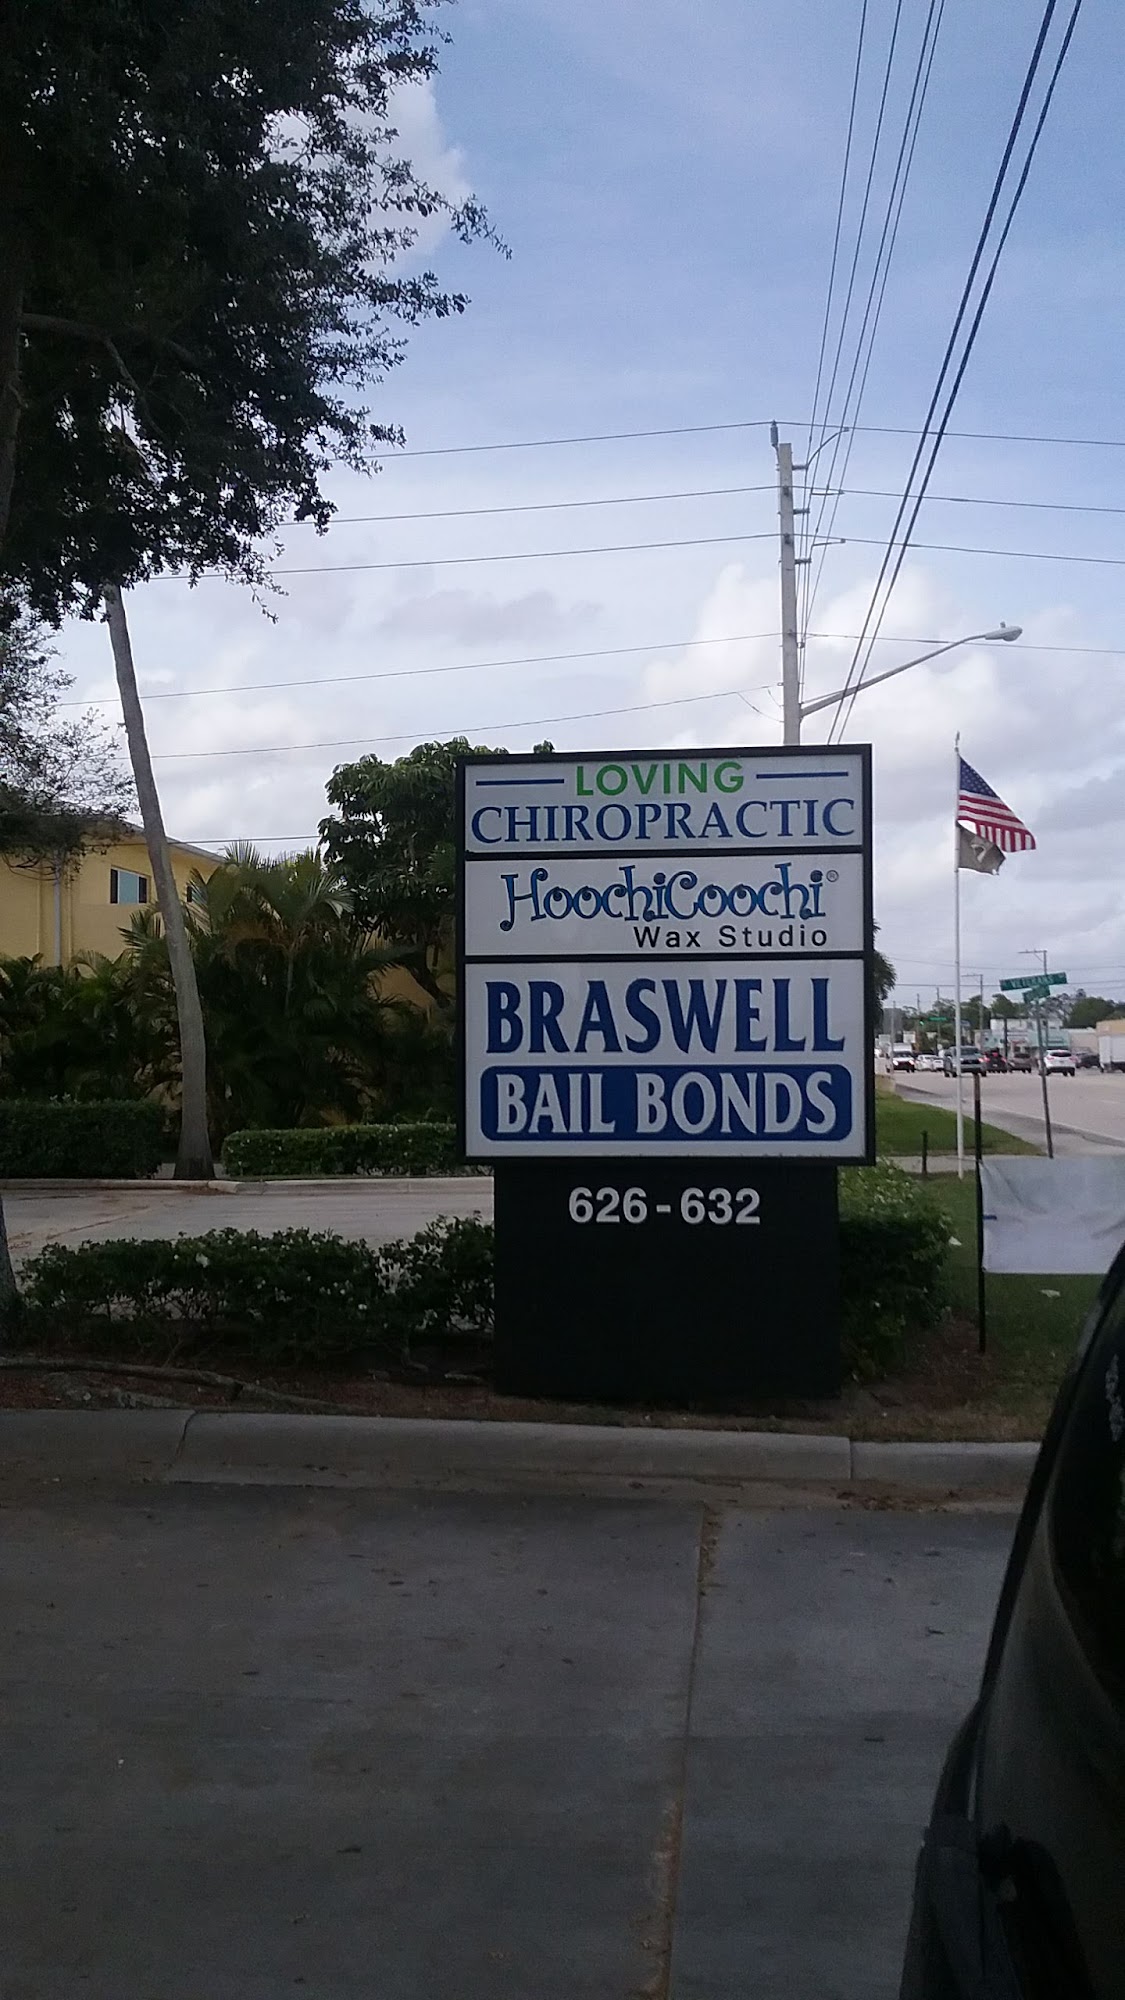 LOVING
CHIROPRACTIC
HoochiCoochi®
Wax Studio
BRASWELL
BAIL BONDS
626-632